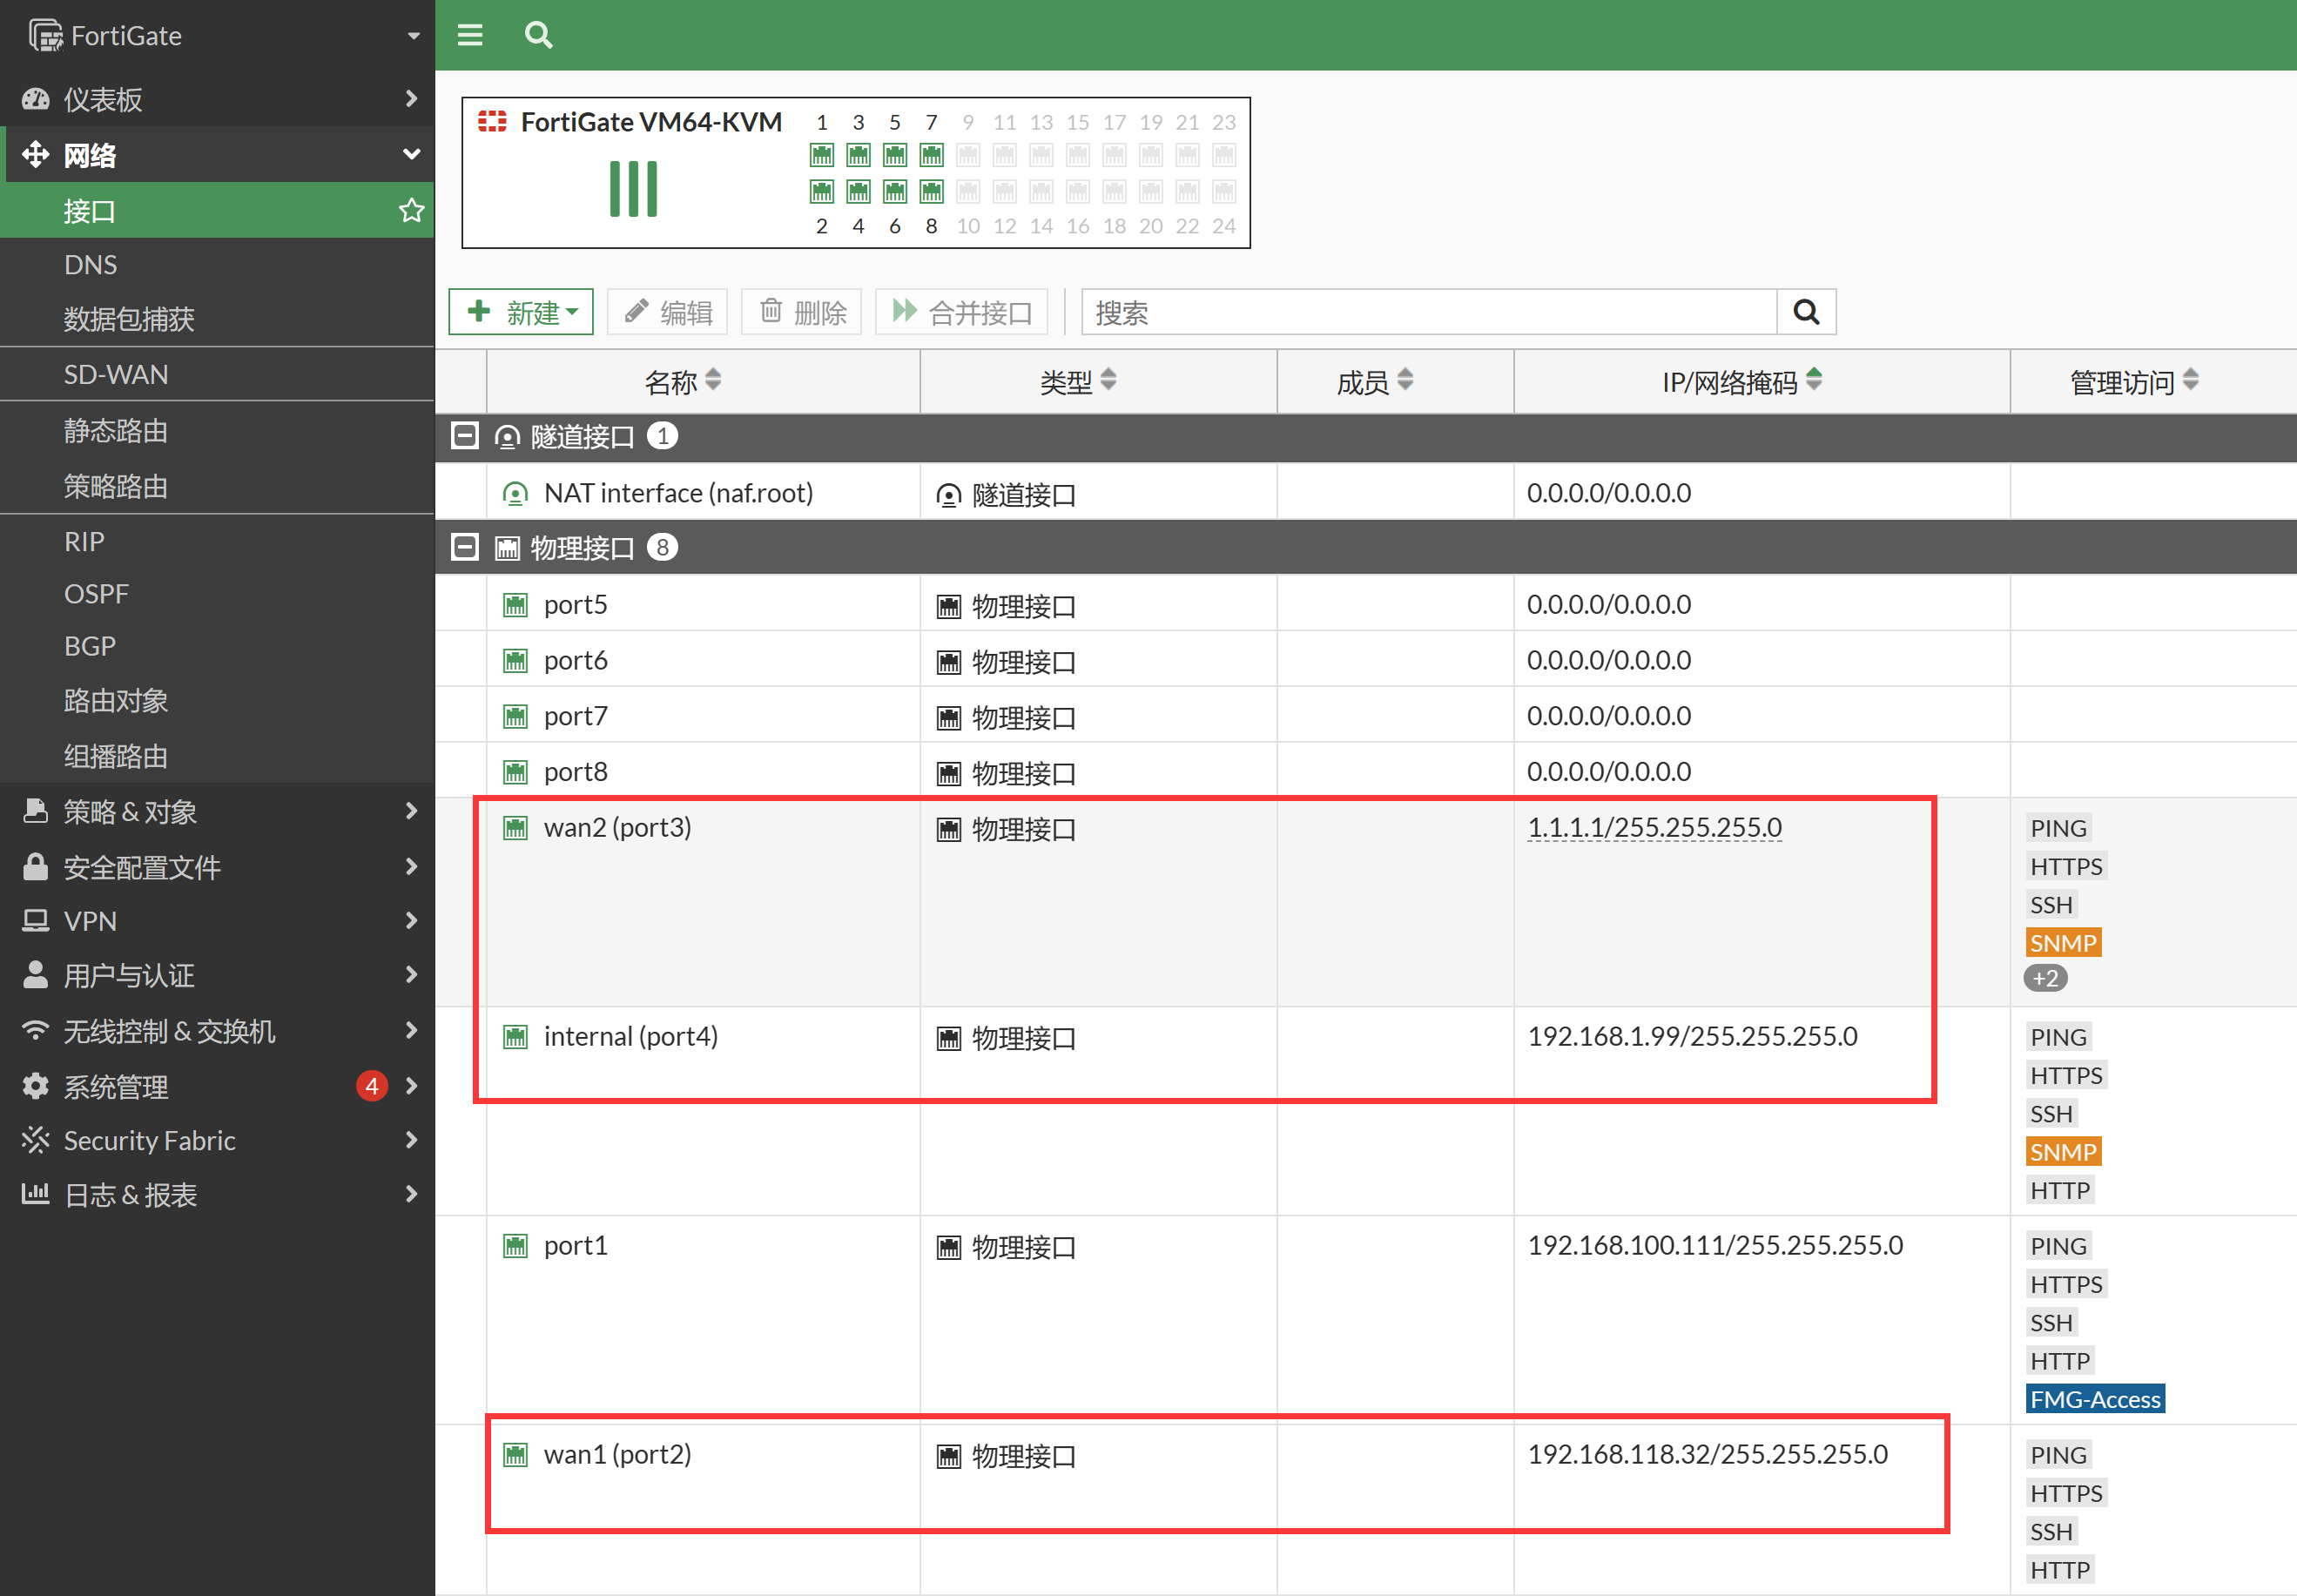 FortiGate
仪表板
网络
接口
DNS
数据包捕获
SD-WAN
静态路由
策略路由
RIP
OSPF
BGP
路由对象
组播路由
策略 & 对象
安全配置文件
VPN
用户与认证
无线控制 & 交换机
系统管理 4
Security Fabric
日志 & 报表
FortiGate VM64-KVM
1 3 5 7 9 11 13 15 17 19 21 23
2 4 6 8 10 12 14 16 18 20 22 24
新建 编辑 删除 合并接口 搜索
名称 类型 成员 IP/网络掩码 管理访问
隧道接口 1
NAT interface (naf.root) 隧道接口 0.0.0.0/0.0.0.0
物理接口 8
port5 物理接口 0.0.0.0/0.0.0.0
port6 物理接口 0.0.0.0/0.0.0.0
port7 物理接口 0.0.0.0/0.0.0.0
port8 物理接口 0.0.0.0/0.0.0.0
wan2 (port3) 物理接口 1.1.1.1/255.255.255.0 PING
HTTPS
SSH
SNMP
+2
internal (port4) 物理接口 192.168.1.99/255.255.255.0 PING
HTTPS
SSH
SNMP
HTTP
port1 物理接口 192.168.100.111/255.255.255.0 PING
HTTPS
SSH
HTTP
FMG-Access
wan1 (port2) 物理接口 192.168.118.32/255.255.255.0 PING
HTTPS
SSH
HTTP